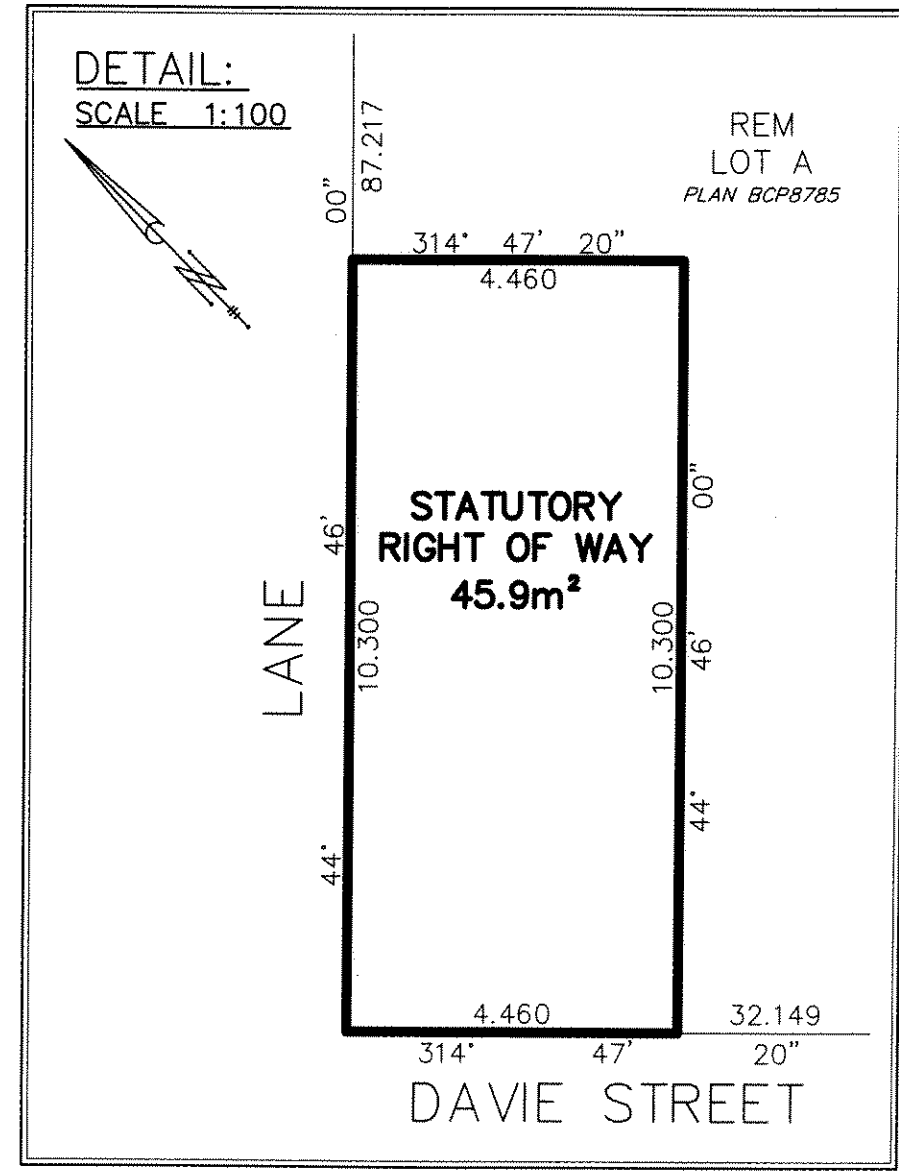 DETAIL:
SCALE 1:100
00"
87.217
REM
LOT A
PLAN BCP8785
314° 47' 20"
4.460
STATUTORY
RIGHT OF WAY
45.9m²
LANE
44° 46'
10.300
10.300
44° 46' 00"
4.460
32.149
314° 47' 20"
DAVIE STREET
N